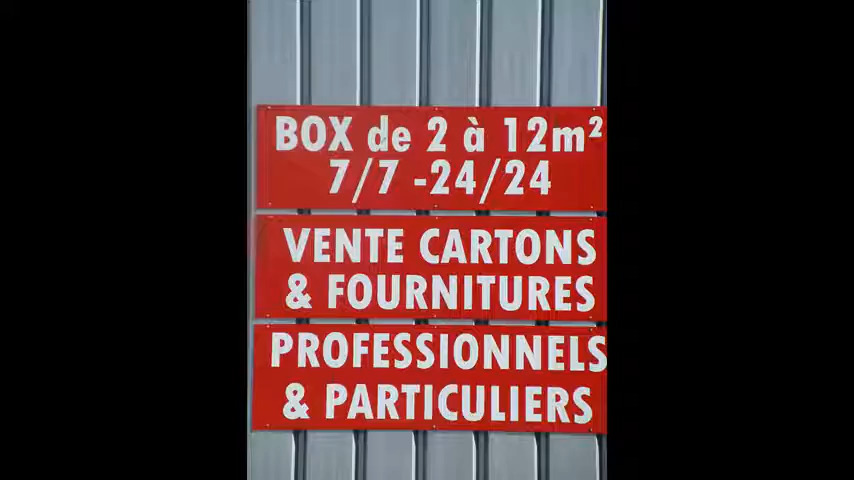 BOX de 2 à 12m²
7/7 -24/24
VENTE CARTONS
& FOURNITURES
PROFESSIONNELS
& PARTICULIERS